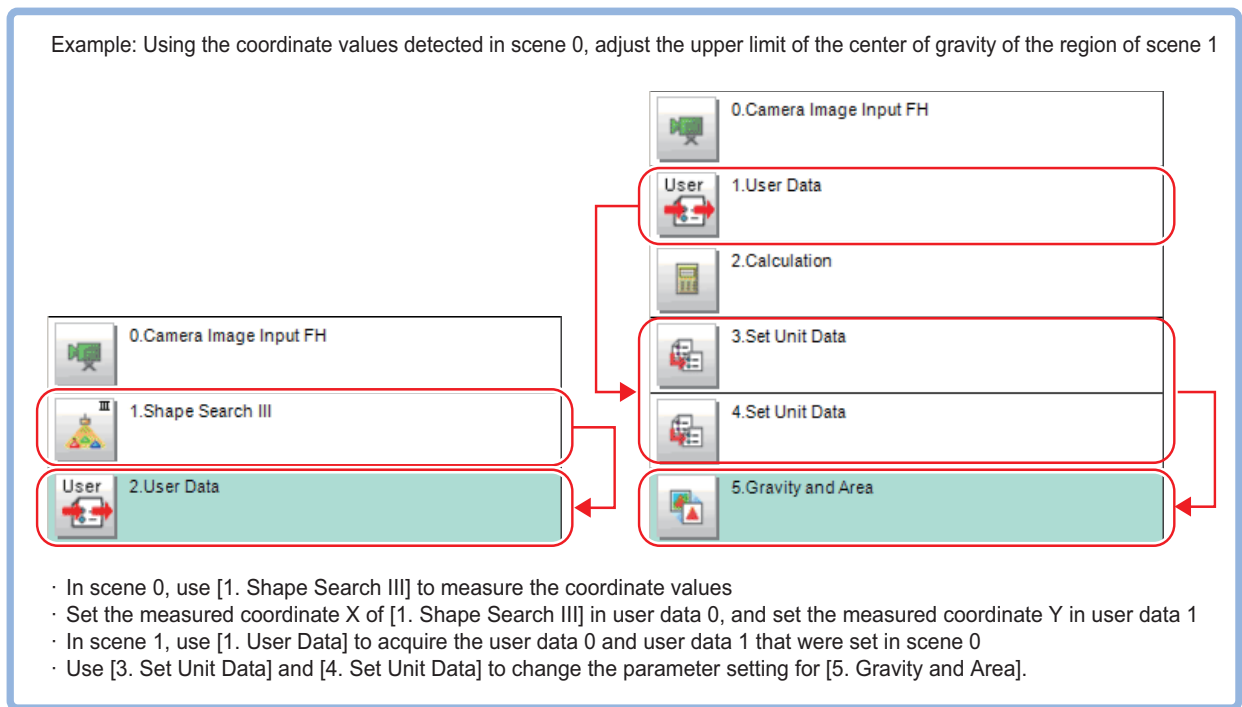 Example: Using the coordinate values detected in scene 0, adjust the upper limit of the center of gravity of the region of scene 1
0.Camera Image Input FH
III
1.Shape Search III
User
2.User Data
0.Camera Image Input FH
User
1.User Data
2.Calculation
3.Set Unit Data
4.Set Unit Data
5.Gravity and Area
· In scene 0, use [1. Shape Search III] to measure the coordinate values
· Set the measured coordinate X of [1. Shape Search III] in user data 0, and set the measured coordinate Y in user data 1
· In scene 1, use [1. User Data] to acquire the user data 0 and user data 1 that were set in scene 0
· Use [3. Set Unit Data] and [4. Set Unit Data] to change the parameter setting for [5. Gravity and Area].